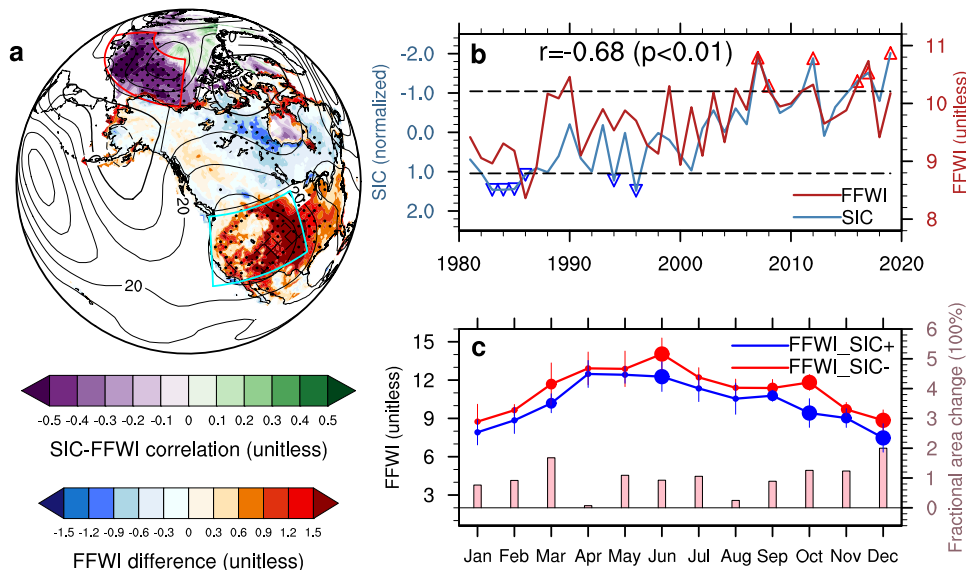 a
20
20
20
-0.5 -0.4 -0.3 -0.2 -0.1 0 0.1 0.2 0.3 0.4 0.5
SIC-FFWI correlation (unitless)
-1.5 -1.2 -0.9 -0.6 -0.3 0 0.3 0.6 0.9 1.2 1.5
FFWI difference (unitless)
b
r=-0.68 (p<0.01)
SIC (normalized)
-2.0
-1.0
0.0
1.0
2.0
FFWI (unitless)
11
10
9
8
FFWI
SIC
1980 1990 2000 2010 2020
c
FFWI_SIC+
FFWI_SIC-
FFWI (unitless)
15
12
9
6
3
Fractional area change (100%)
6
5
4
3
2
1
0
Jan Feb Mar Apr May Jun Jul Aug Sep Oct Nov Dec